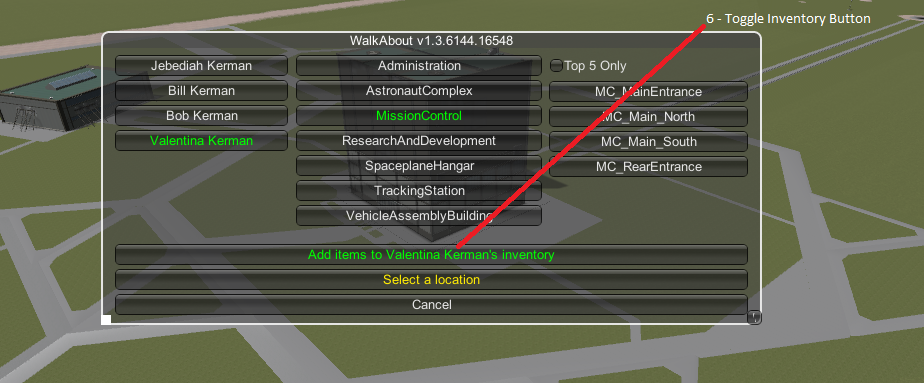 6 - Toggle Inventory Button
WalkAbout v1.3.6144.16548
Jebediah Kerman
Administration
Top 5 Only
Bill Kerman
AstronautComplex
MC_MainEntrance
Bob Kerman
MissionControl
MC_Main_North
Valentina Kerman
ResearchAndDevelopment
MC_Main_South
SpaceplaneHangar
MC_RearEntrance
TrackingStation
VehicleAssemblyBuilding
Add items to Valentina Kerman's inventory
Select a location
Cancel